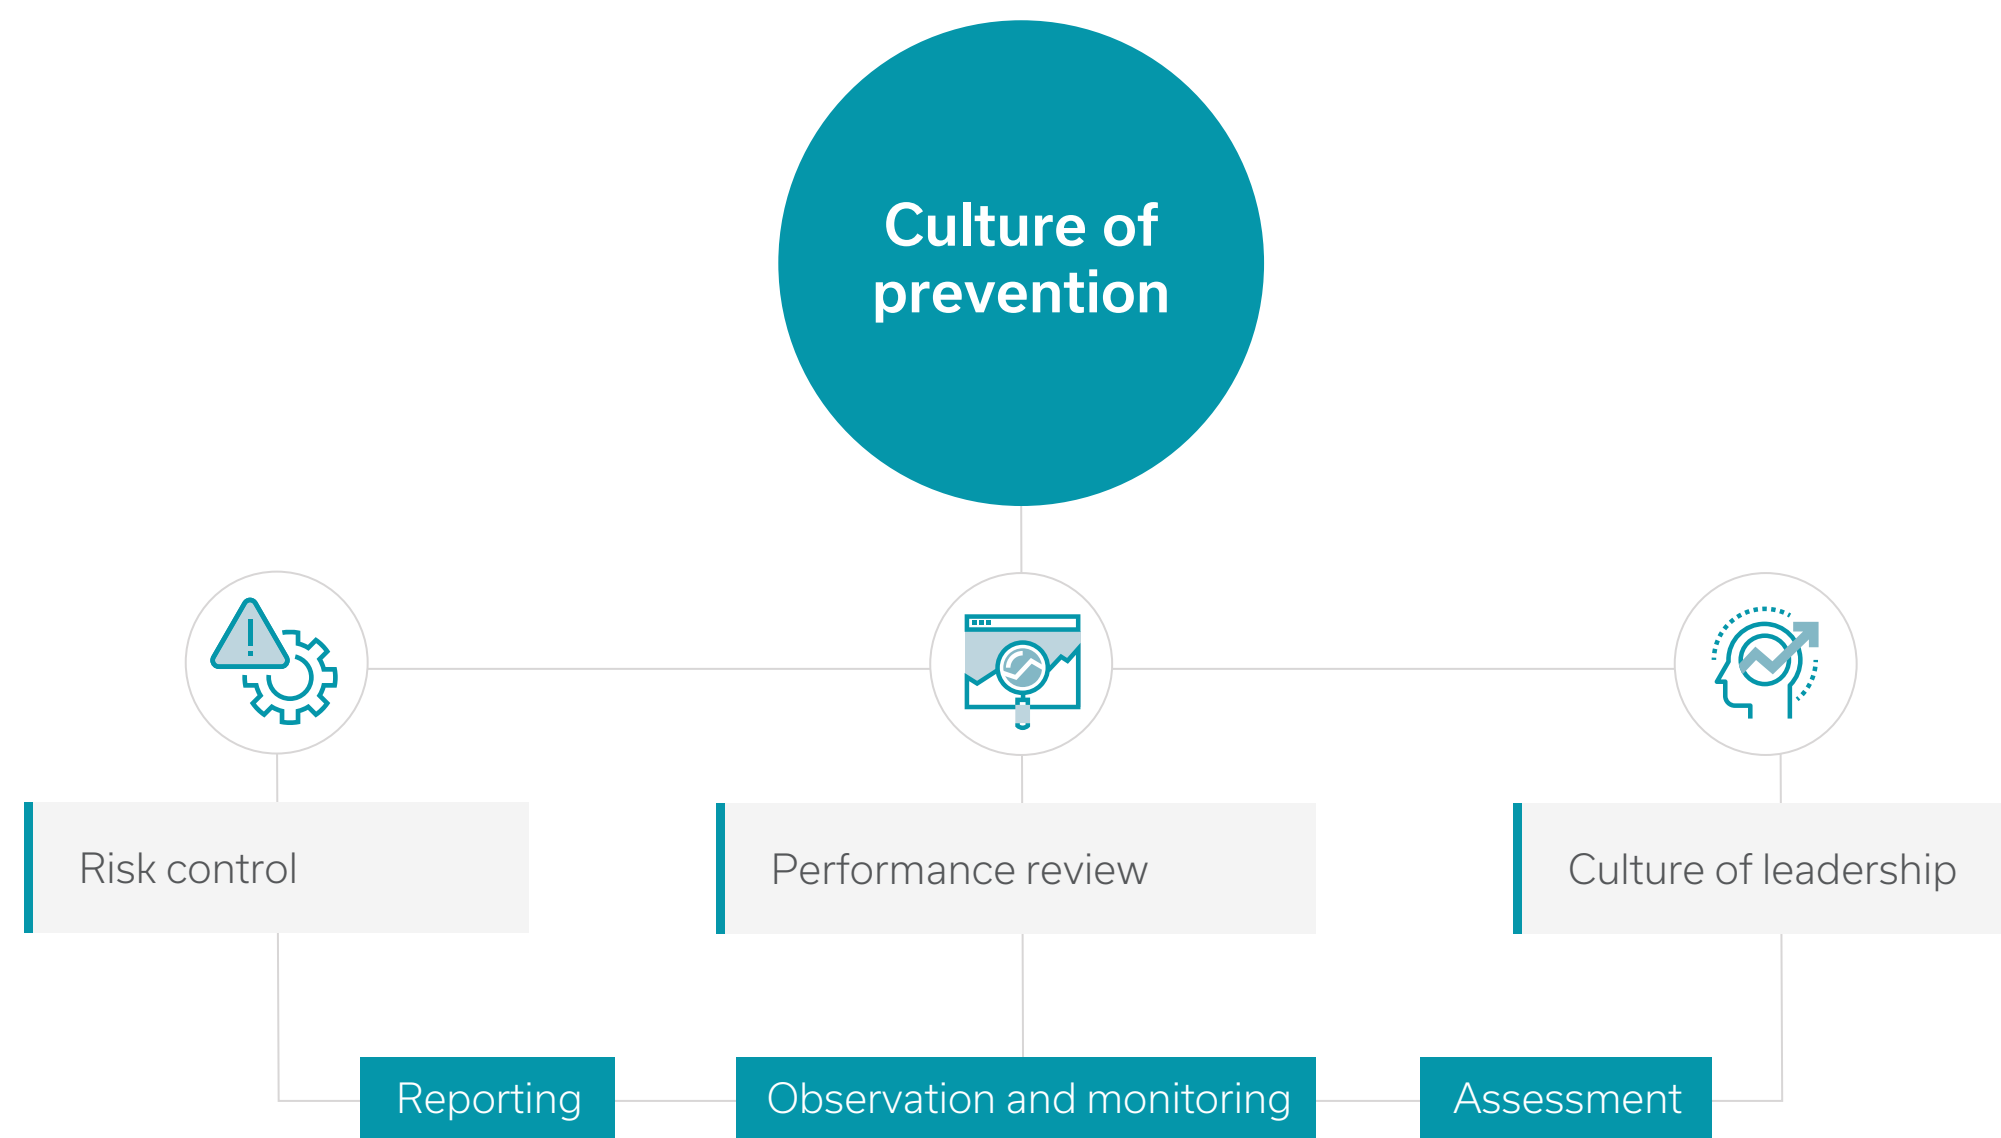 Culture of
prevention
Risk control
Performance review
Culture of leadership
Reporting
Observation and monitoring
Assessment